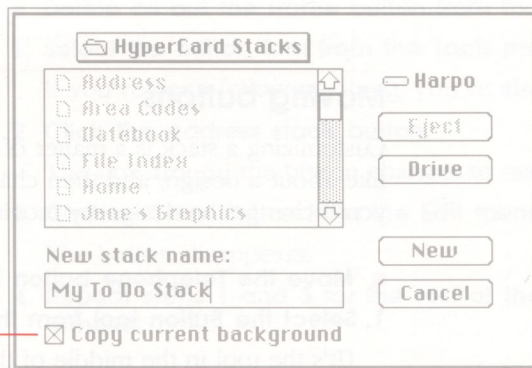 HyperCard Stacks
Address
Area Codes
Datebook
File Index
Home
Jane's Graphics
Harpo
Eject
Drive
New stack name:
My To Do Stack
New
Cancel
Copy current background